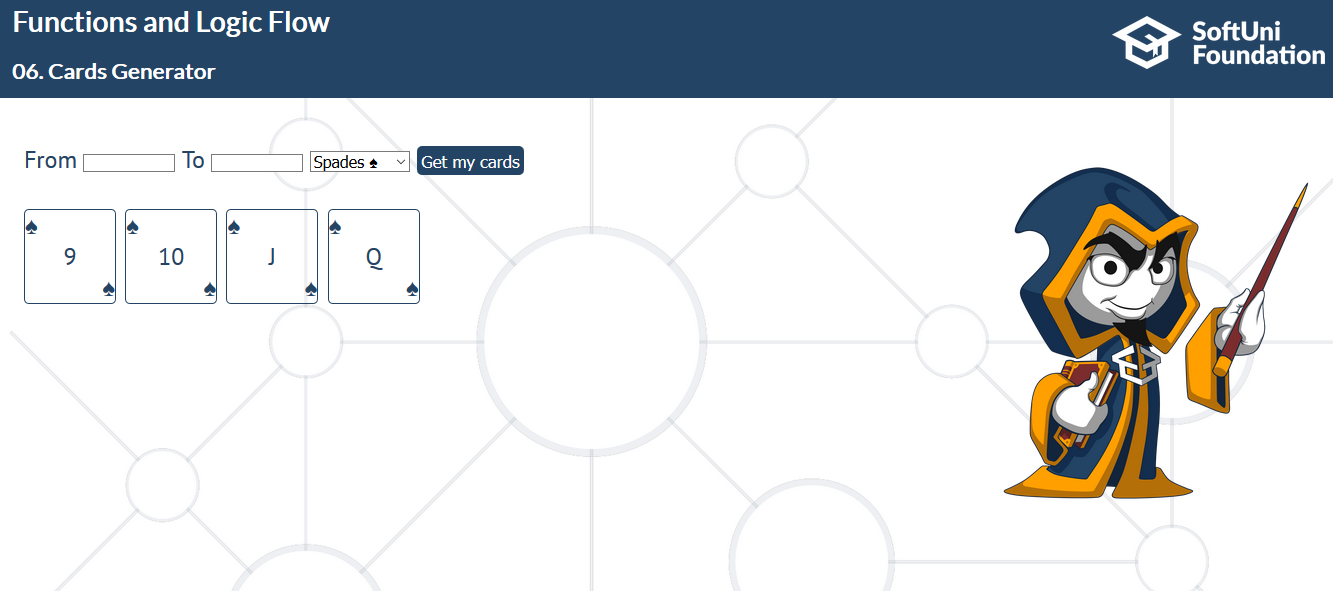 Functions and Logic Flow
SoftUni
Foundation
06. Cards Generator
From To Spades ♠ Get my cards
♠ ♠ ♠ ♠
9 10 J Q
♠ ♠ ♠ ♠